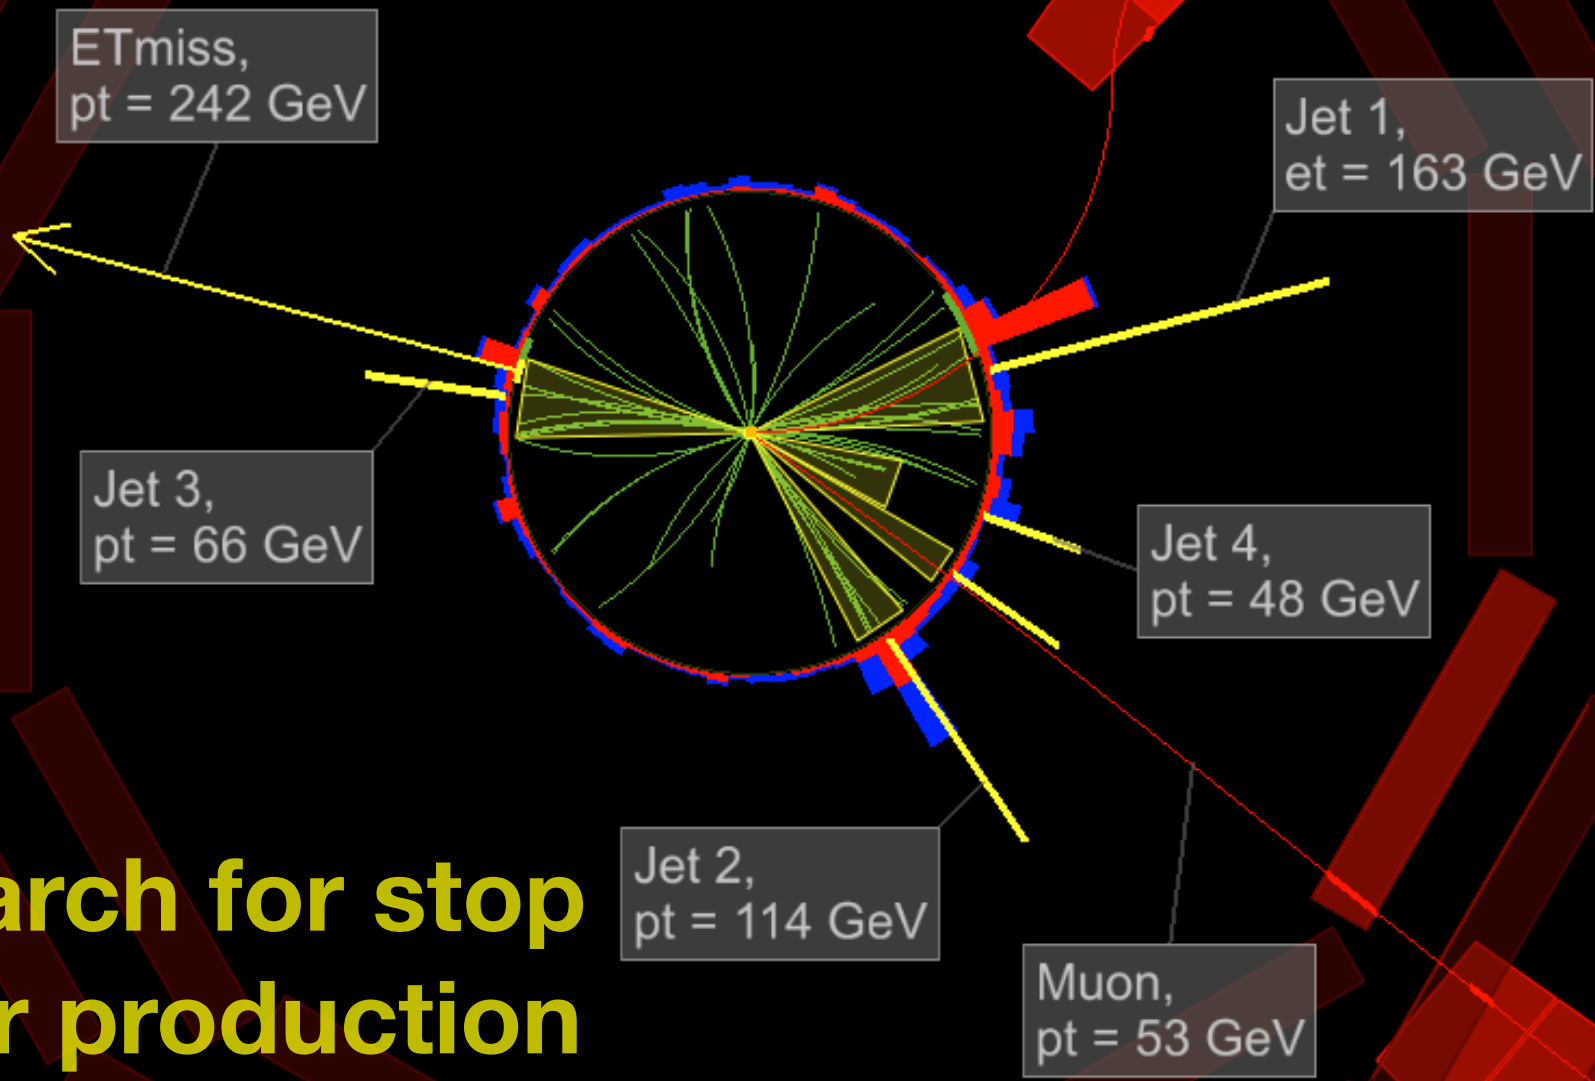 ETmiss,
pt = 242 GeV
Jet 1,
et = 163 GeV
Jet 3,
pt = 66 GeV
Jet 4,
pt = 48 GeV
Jet 2,
pt = 114 GeV
arch for stop
r production
Muon,
pt = 53 GeV